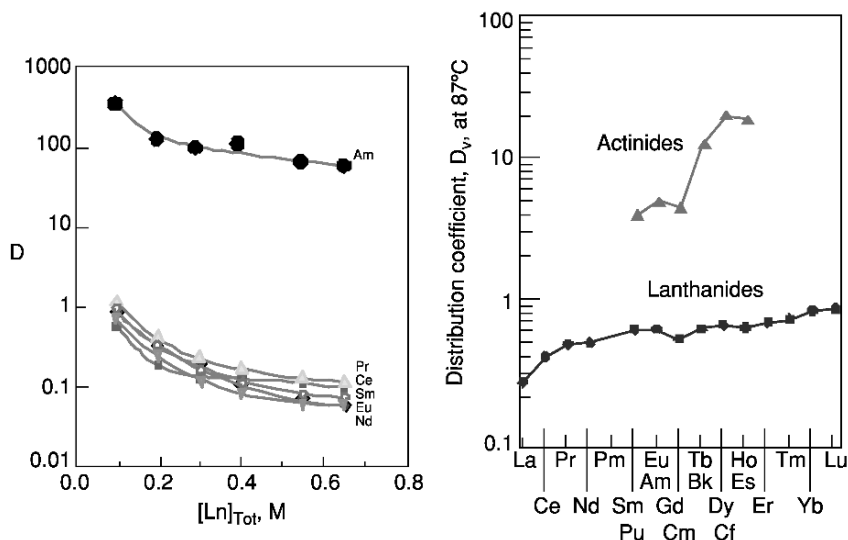 1000
100
10
1
0.1
0.01
D
0.0
0.2
0.4
0.6
0.8
[Ln]Tot, M
Am
Pr
Ce
Sm
Eu
Nd
Distribution coefficient, Dv, at 87ºC
100
10
1
0.1
Actinides
Lanthanides
La Pr Pm Eu Tb Ho Tm Lu
Am Bk Es
Ce Nd Sm Gd Dy Er Yb
Pu Cm Cf